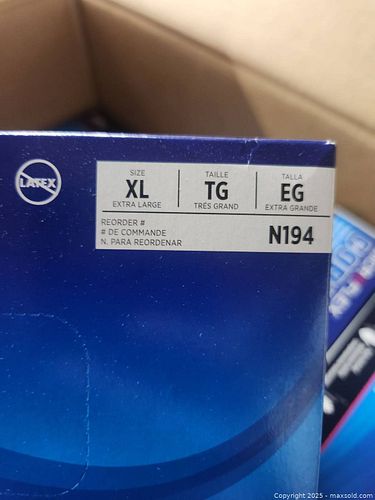 LATEX
SIZE
XL
EXTRA LARGE
TAILLE
TG
TRÉS GRAND
TALLA
EG
EXTRA GRANDE
REORDER #
# DE COMMANDE
N. PARA REORDENAR
N194
Copyright © 2025 - maxsold.com